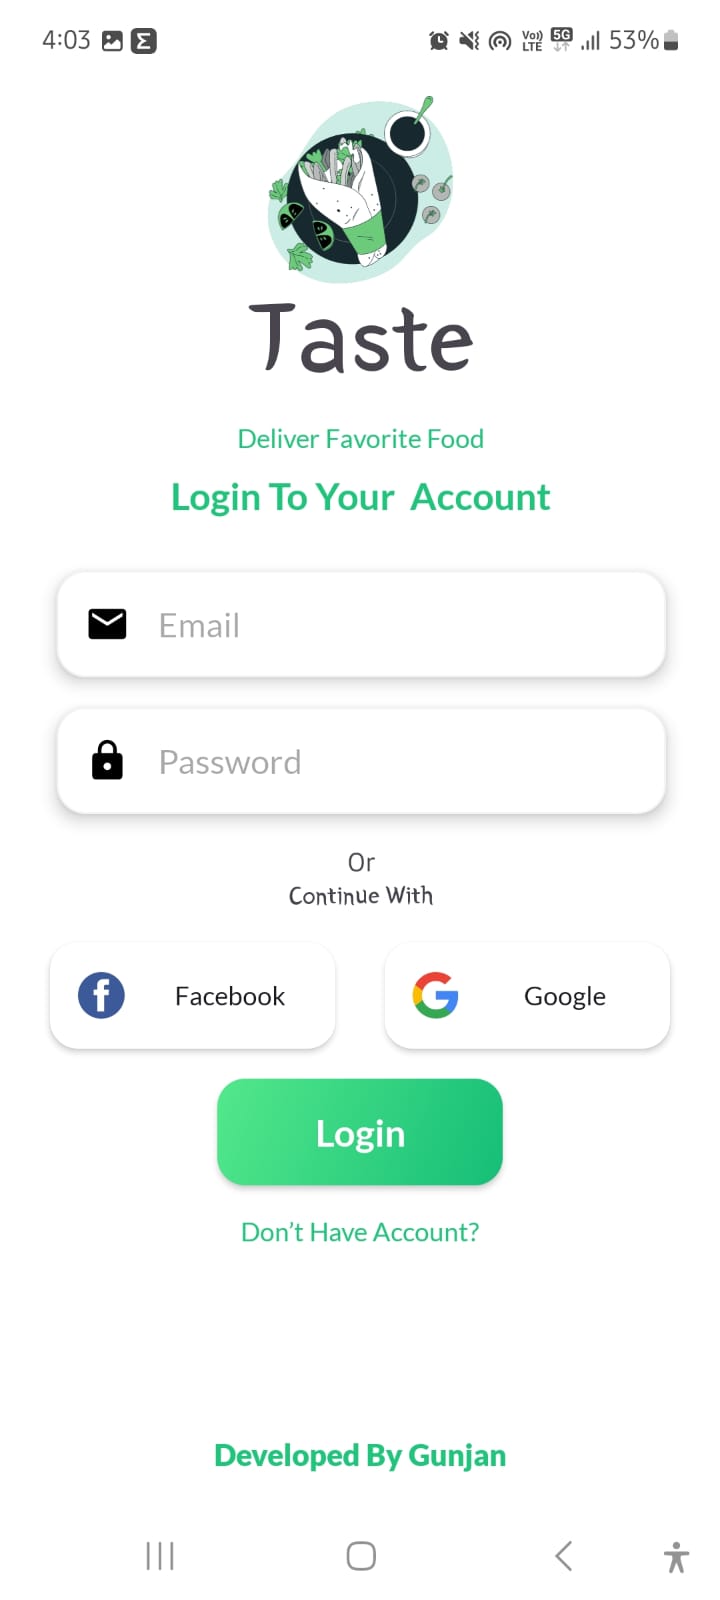 4:03 Σ Vo)) LTE 5G 53%
Taste
Deliver Favorite Food
Login To Your Account
Email
Password
Or
Continue With
Facebook Google
Login
Don’t Have Account?
Developed By Gunjan